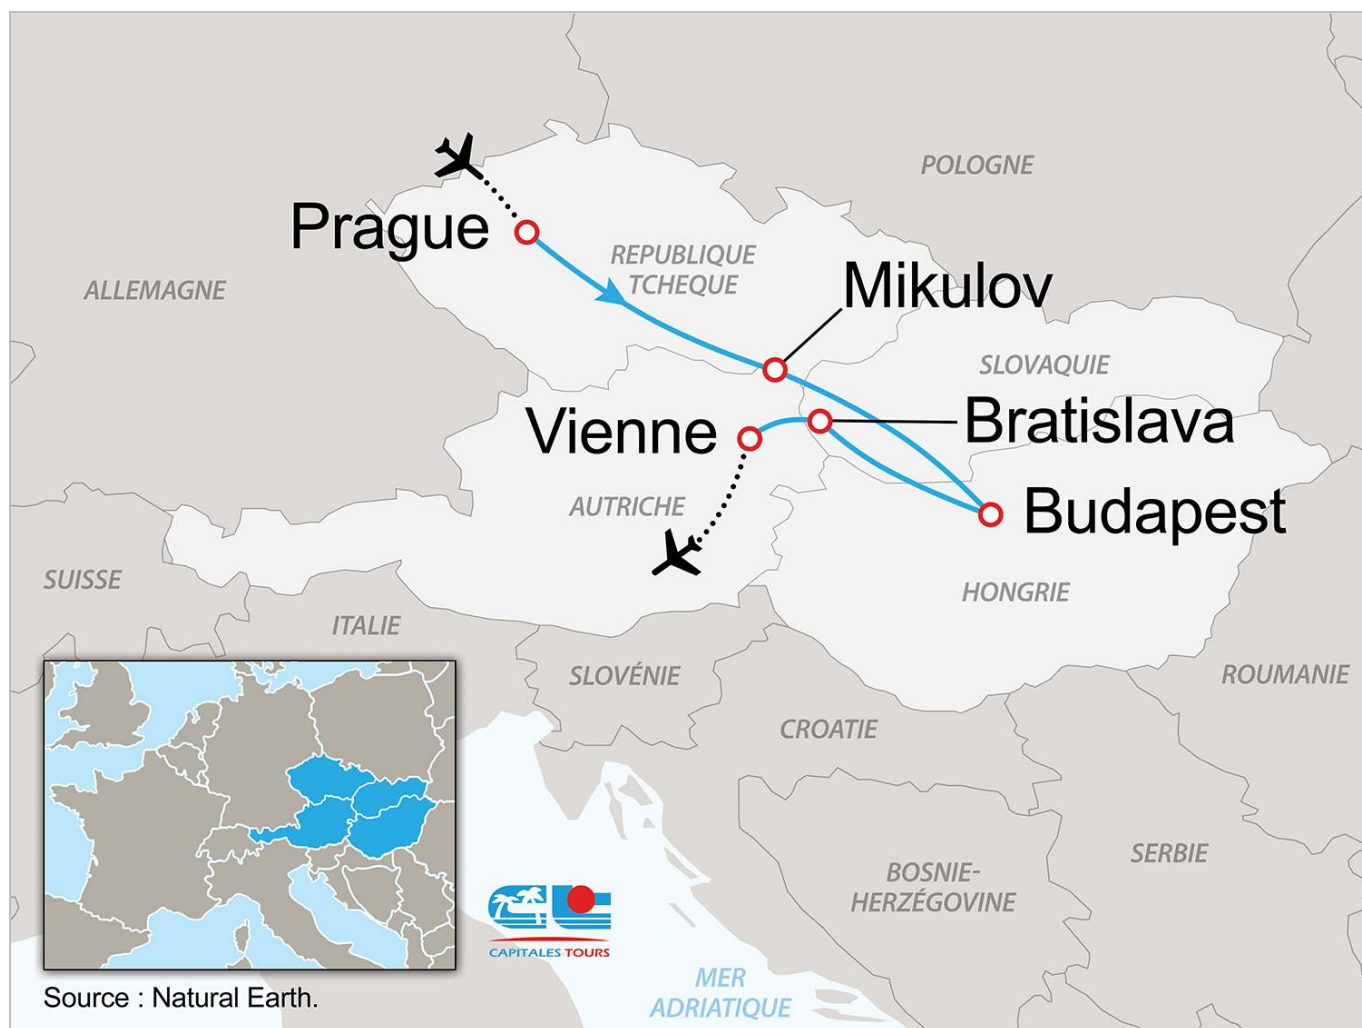 POLOGNE
Prague
REPUBLIQUE
TCHEQUE
Mikulov
ALLEMAGNE
SLOVAQUIE
Bratislava
Vienne
AUTRICHE
Budapest
SUISSE
HONGRIE
ITALIE
SLOVÉNIE
ROUMANIE
CROATIE
SERBIE
BOSNIE-
HERZÉGOVINE
CAPITALES TOURS
MER
ADRIATIQUE
Source : Natural Earth.